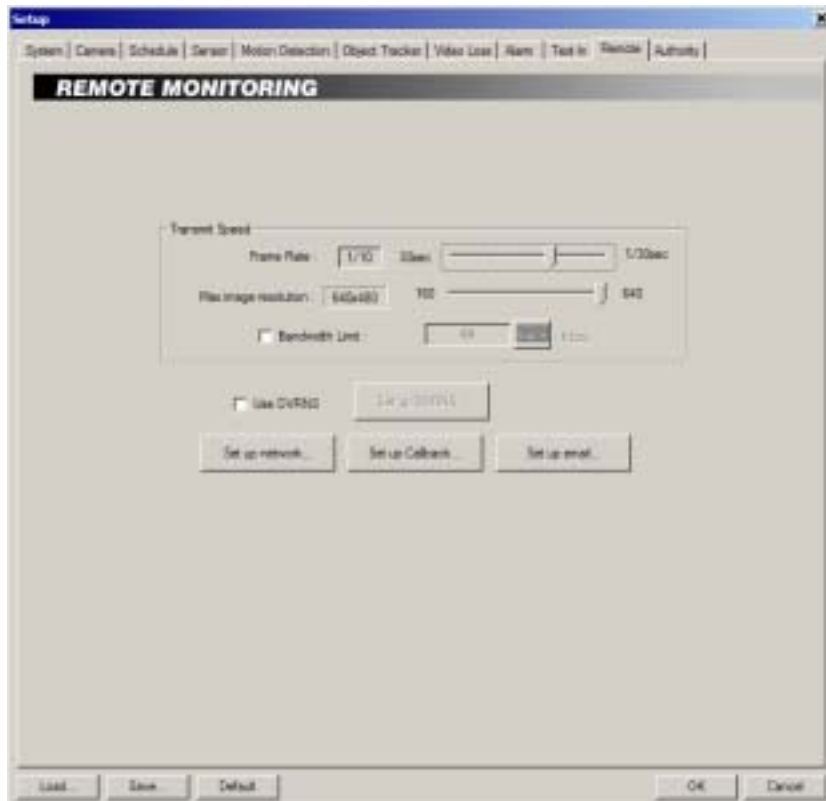 Setup
System Camera Schedule Sensor Motion Detection Object Tracker Video Loss Alarm Text In Remote Authority
REMOTE MONITORING
Transmit Speed
Frame Rate : 1/10 30sec 1/30sec
Max image resolution : 640x480 160 640
Bandwidth Limit
Use DVRNS
Set up network... Set up Callback... Set up email...
Load... Save... Default OK Cancel